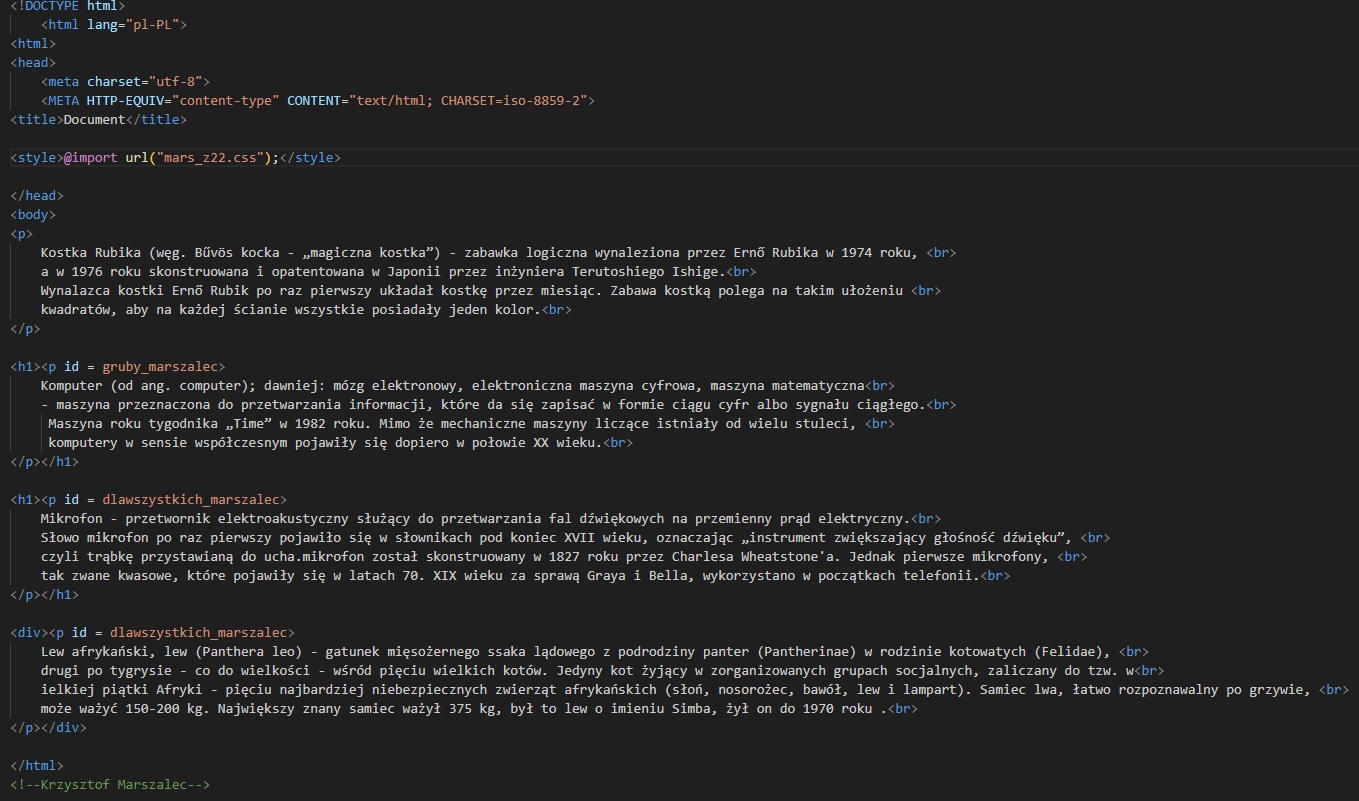 <!DOCTYPE html>
<html lang="pl-PL">
<html>
<head>
<meta charset="utf-8">
<META HTTP-EQUIV="content-type" CONTENT="text/html; CHARSET=iso-8859-2">
<title>Document</title>
<style>@import url("mars_z22.css");</style>
</head>
<body>
<p>
Kostka Rubika (węg. Bűvös kocka - „magiczna kostka”) - zabawka logiczna wynaleziona przez Ernő Rubika w 1974 roku, <br>
a w 1976 roku skonstruowana i opatentowana w Japonii przez inżyniera Terutoshiego Ishige.<br>
Wynalazca kostki Ernő Rubik po raz pierwszy układał kostkę przez miesiąc. Zabawa kostką polega na takim ułożeniu <br>
kwadratów, aby na każdej ścianie wszystkie posiadały jeden kolor.<br>
</p>
<h1><p id = gruby_marszalec>
Komputer (od ang. computer); dawniej: mózg elektronowy, elektroniczna maszyna cyfrowa, maszyna matematyczna<br>
- maszyna przeznaczona do przetwarzania informacji, które da się zapisać w formie ciągu cyfr albo sygnału ciągłego.<br>
Maszyna roku tygodnika „Time” w 1982 roku. Mimo że mechaniczne maszyny liczące istniały od wielu stuleci, <br>
komputery w sensie współczesnym pojawiły się dopiero w połowie XX wieku.<br>
</p></h1>
<h1><p id = dlawszystkich_marszalec>
Mikrofon - przetwornik elektroakustyczny służący do przetwarzania fal dźwiękowych na przemienny prąd elektryczny.<br>
Słowo mikrofon po raz pierwszy pojawiło się w słownikach pod koniec XVII wieku, oznaczając „instrument zwiększający głośność dźwięku”, <br>
czyli trąbkę przystawianą do ucha.mikrofon został skonstruowany w 1827 roku przez Charlesa Wheatstone'a. Jednak pierwsze mikrofony, <br>
tak zwane kwasowe, które pojawiły się w latach 70. XIX wieku za sprawą Graya i Bella, wykorzystano w początkach telefonii.<br>
</p></h1>
<div><p id = dlawszystkich_marszalec>
Lew afrykański, lew (Panthera leo) - gatunek mięsożernego ssaka lądowego z podrodziny panter (Pantherinae) w rodzinie kotowatych (Felidae), <br>
drugi po tygrysie - co do wielkości - wśród pięciu wielkich kotów. Jedyny kot żyjący w zorganizowanych grupach socjalnych, zaliczany do tzw. w<br>
ielkiej piątki Afryki - pięciu najbardziej niebezpiecznych zwierząt afrykańskich (słoń, nosorożec, bawół, lew i lampart). Samiec lwa, łatwo rozpoznawalny po grzywie, <br>
może ważyć 150-200 kg. Największy znany samiec ważył 375 kg, był to lew o imieniu Simba, żył on do 1970 roku .<br>
</p></div>
</html>
<!--Krzysztof Marszalec-->